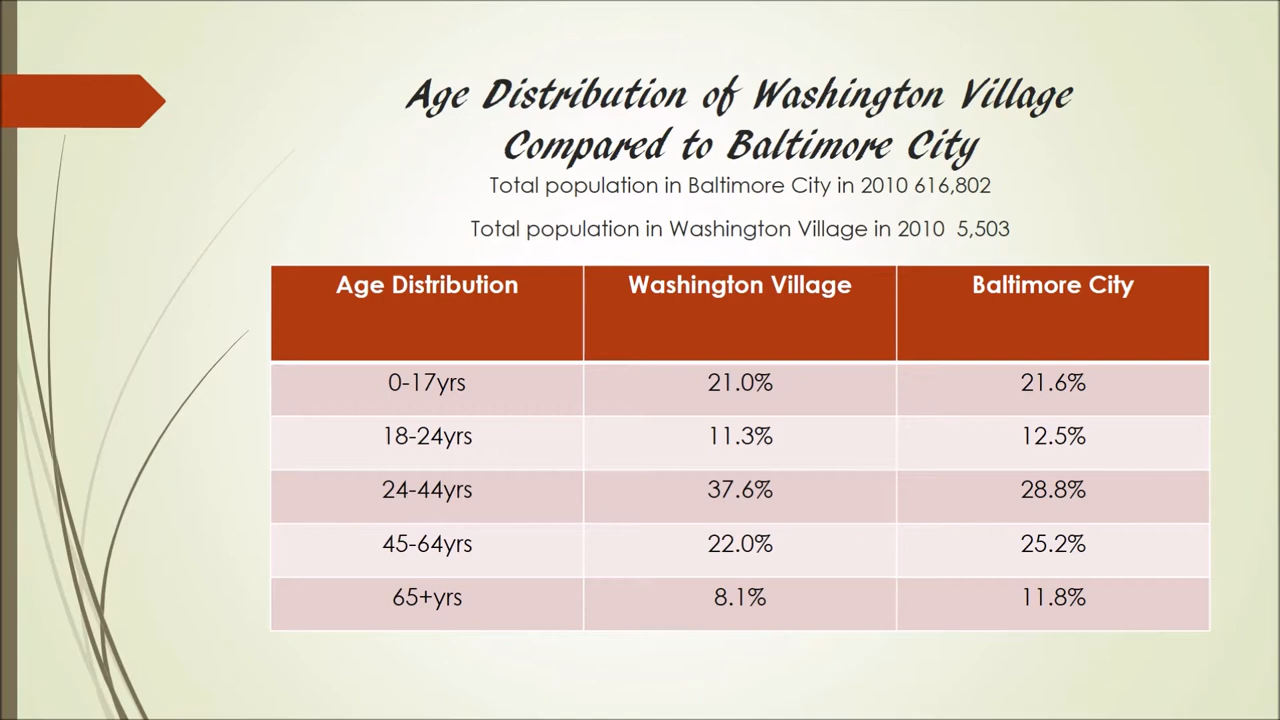 Age Distribution of Washington Village
Compared to Baltimore City
Total population in Baltimore City in 2010 616,802
Total population in Washington Village in 2010  5,503
Age Distribution Washington Village Baltimore City
0-17yrs 21.0% 21.6%
18-24yrs 11.3% 12.5%
24-44yrs 37.6% 28.8%
45-64yrs 22.0% 25.2%
65+yrs 8.1% 11.8%